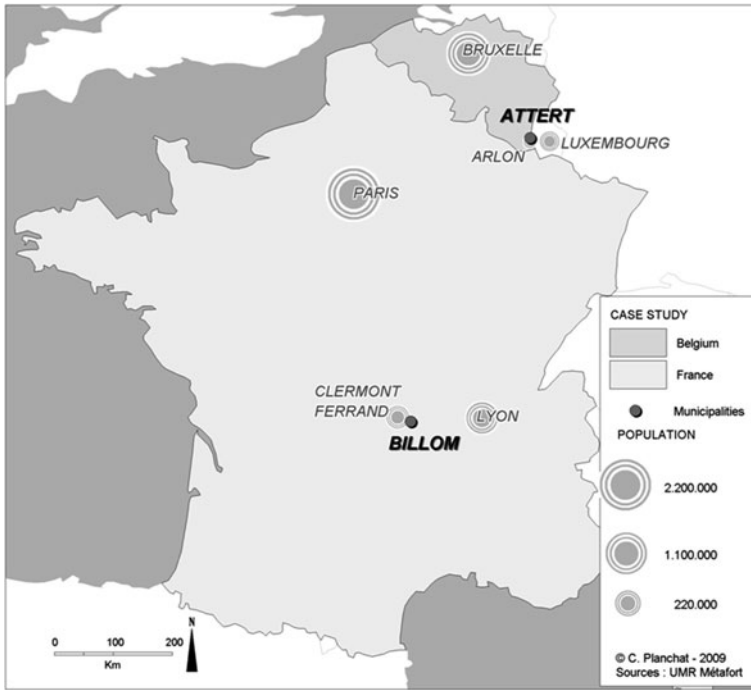 BRUXELLE
ATTERT
ARLON
LUXEMBOURG
PARIS
CLERMONT
FERRAND
LYON
BILLOM
CASE STUDY
Belgium
France
Municipalities
POPULATION
2.200.000
1.100.000
220.000
0 100 200
Km
N
© C. Planchat - 2009
Sources : UMR Métafort